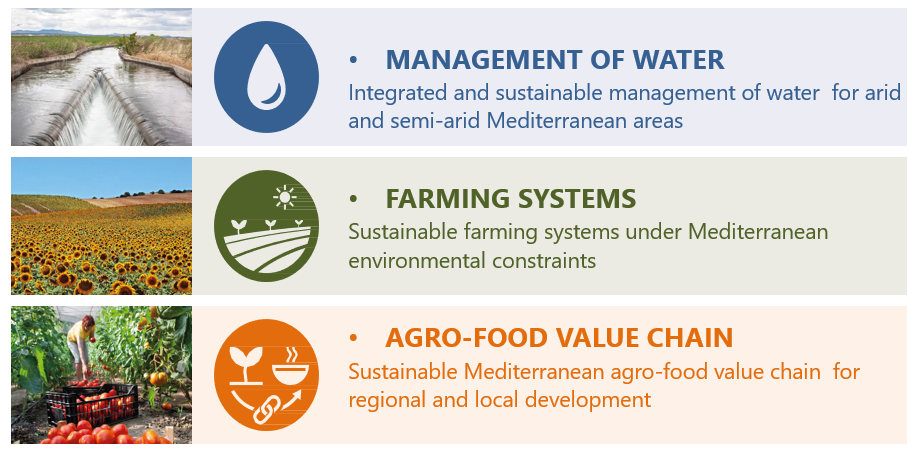 • MANAGEMENT OF WATER
Integrated and sustainable management of water  for arid
and semi-arid Mediterranean areas
• FARMING SYSTEMS
Sustainable farming systems under Mediterranean
environmental constraints
• AGRO-FOOD VALUE CHAIN
Sustainable Mediterranean agro-food value chain  for
regional and local development